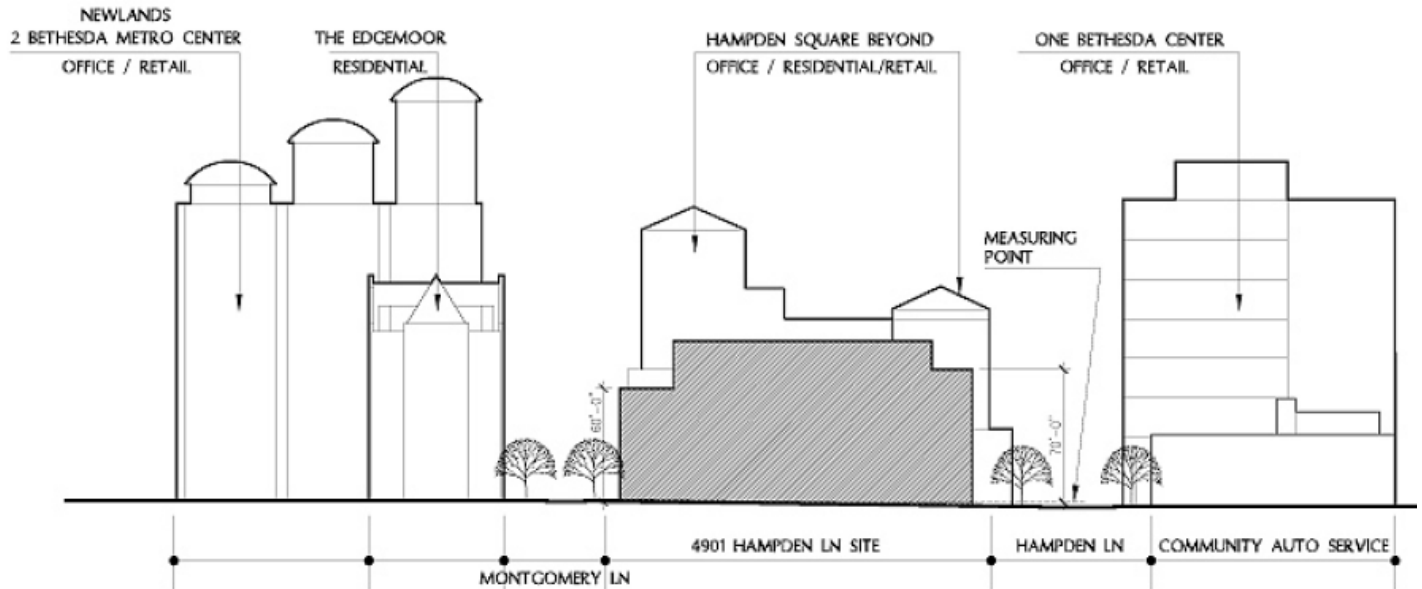 NEWLANDS
2 BETHESDA METRO CENTER
OFFICE / RETAIL
THE EDGEMOOR
RESIDENTIAL
HAMPDEN SQUARE BEYOND
OFFICE / RESIDENTIAL/RETAIL
ONE BETHESDA CENTER
OFFICE / RETAIL
MEASURING
POINT
60'-0"
70'-0"
4901 HAMPDEN LN SITE
HAMPDEN LN
COMMUNITY AUTO SERVICE
MONTGOMERY LN